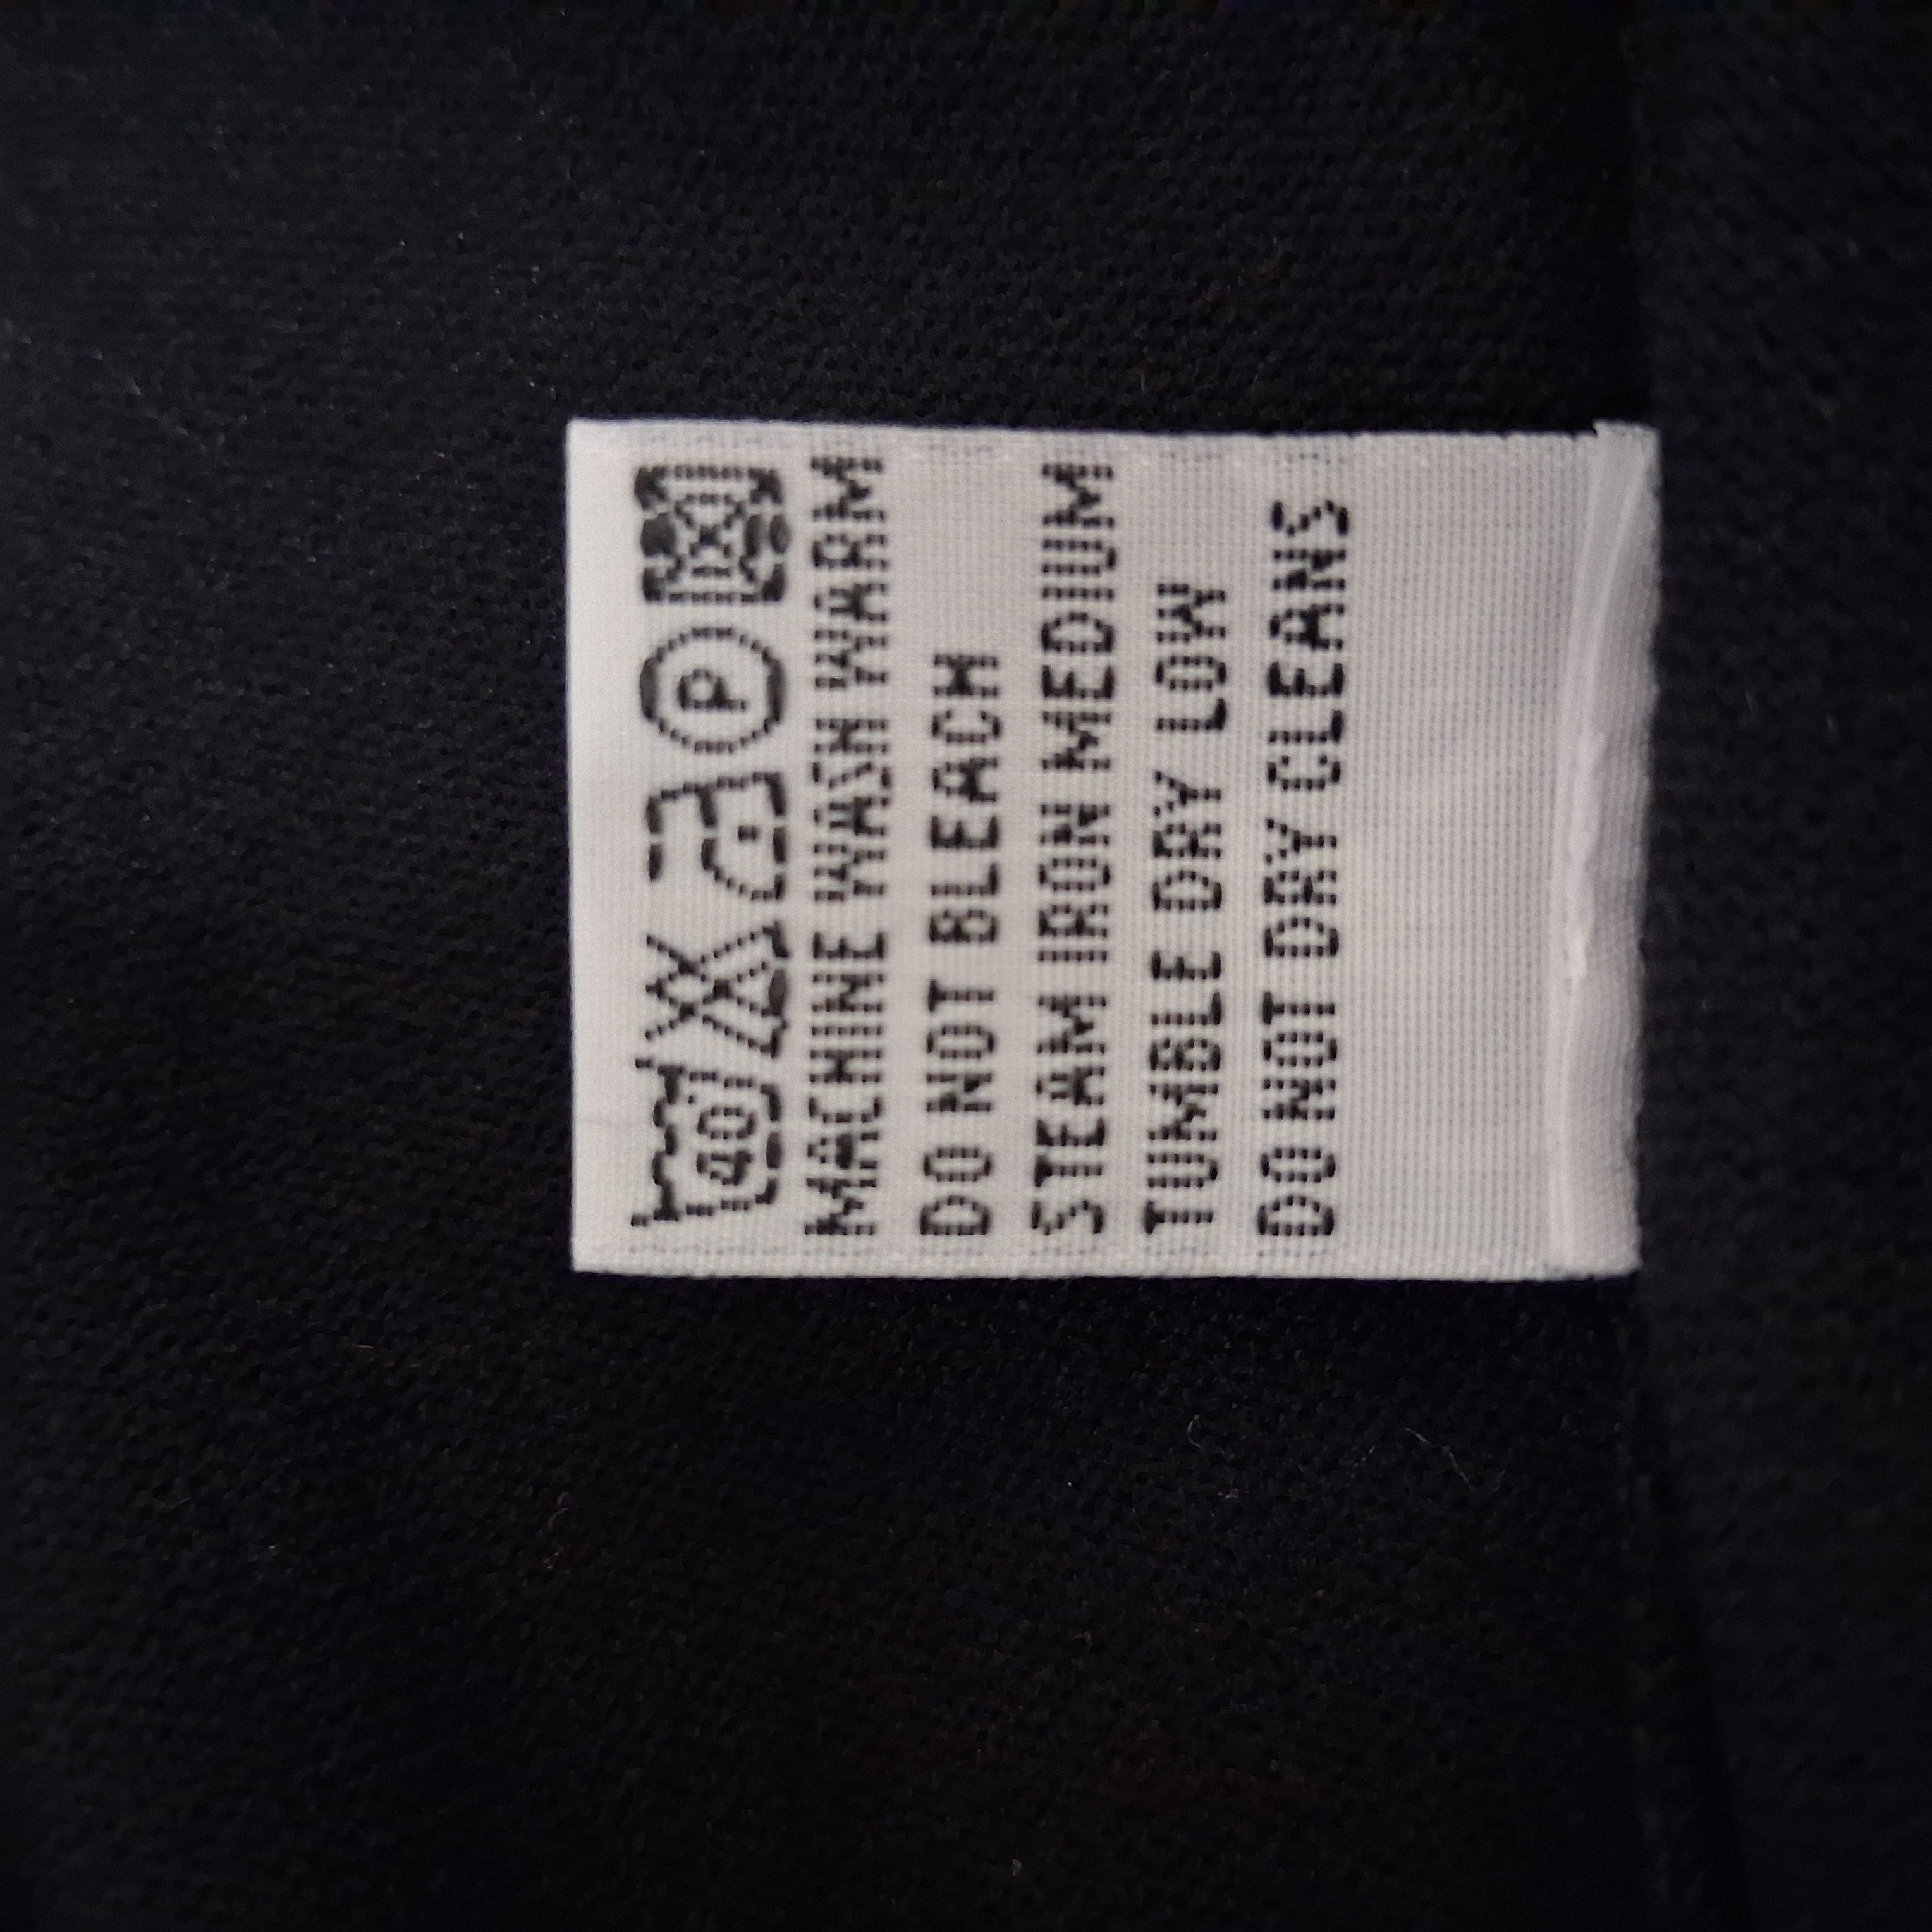 40 P
MACHINE WASH WARM
DO NOT BLEACH
STEAM IRON MEDIUM
TUMBLE DRY LOW
DO NOT DRY CLEANS